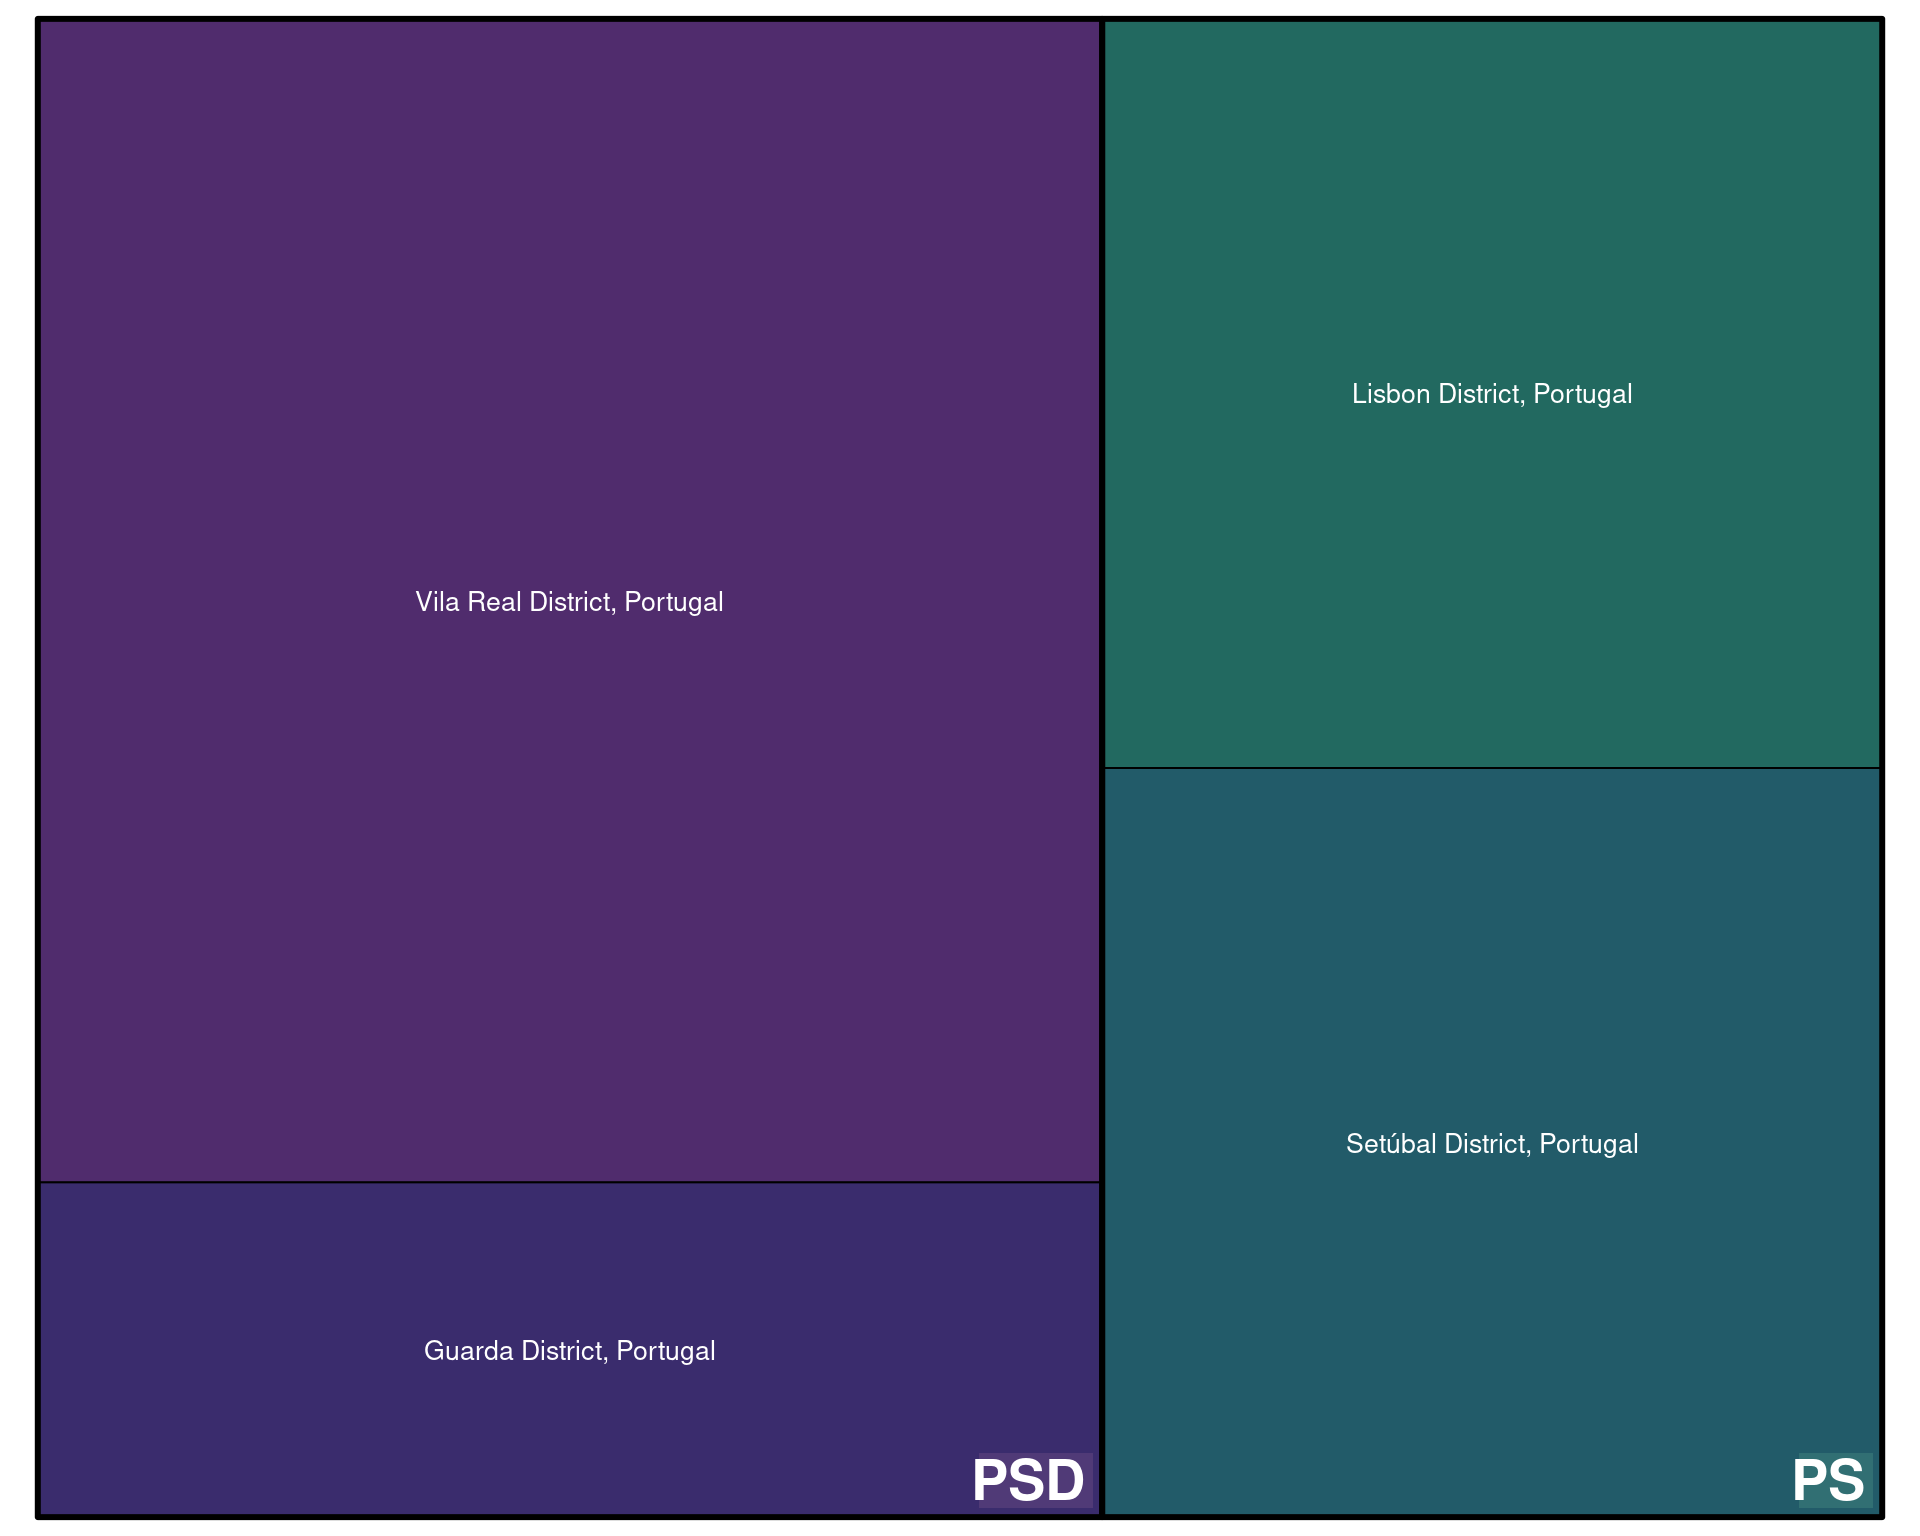 Vila Real District, Portugal
Guarda District, Portugal
PSD
Lisbon District, Portugal
Setúbal District, Portugal
PS